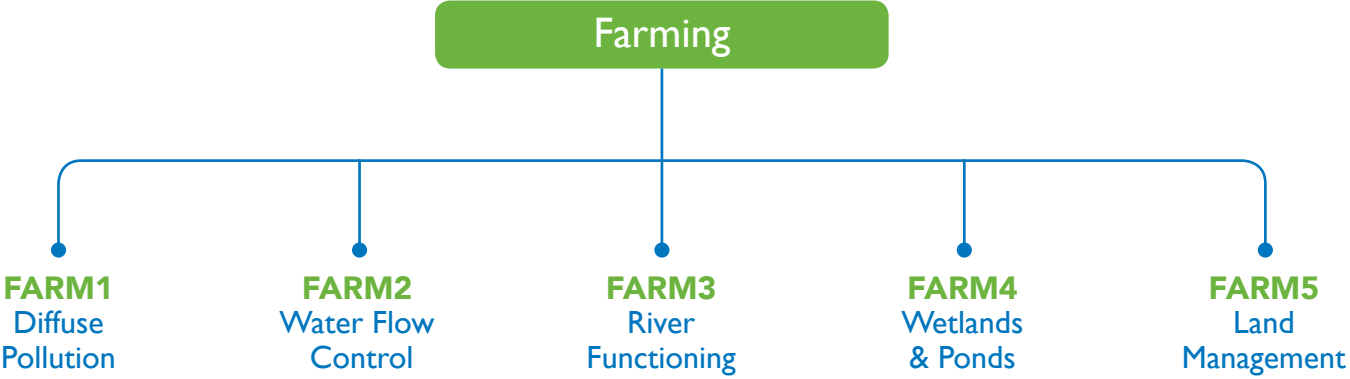 Farming
FARM1
Diffuse
Pollution
FARM2
Water Flow
Control
FARM3
River
Functioning
FARM4
Wetlands
& Ponds
FARM5
Land
Management